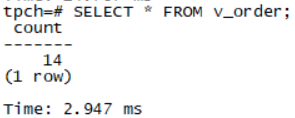 tpch=# SELECT * FROM v_order;
count
-------
14
(1 row)
Time: 2.947 ms